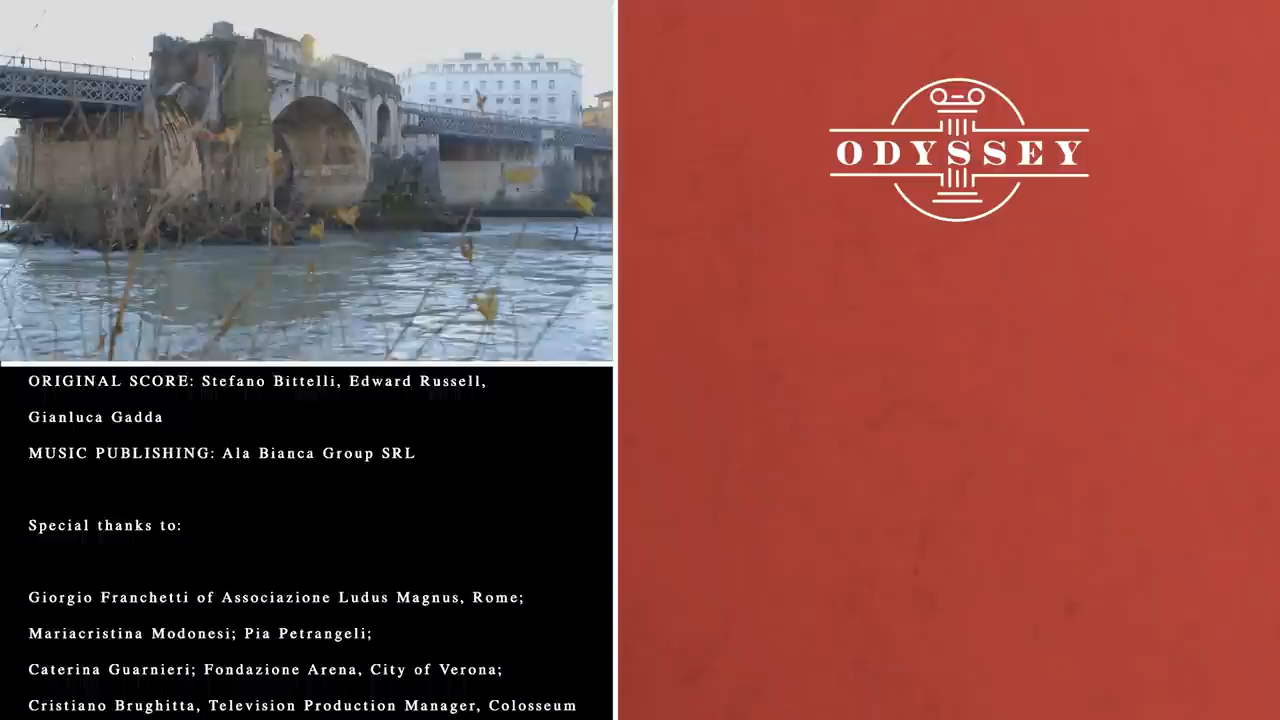 ORIGINAL SCORE: Stefano Bittelli, Edward Russell,
Gianluca Gadda
MUSIC PUBLISHING: Ala Bianca Group SRL
Special thanks to:
Giorgio Franchetti of Associazione Ludus Magnus, Rome;
Mariacristina Modonesi; Pia Petrangeli;
Caterina Guarnieri; Fondazione Arena, City of Verona;
Cristiano Brughitta, Television Production Manager, Colosseum
ODYSSEY